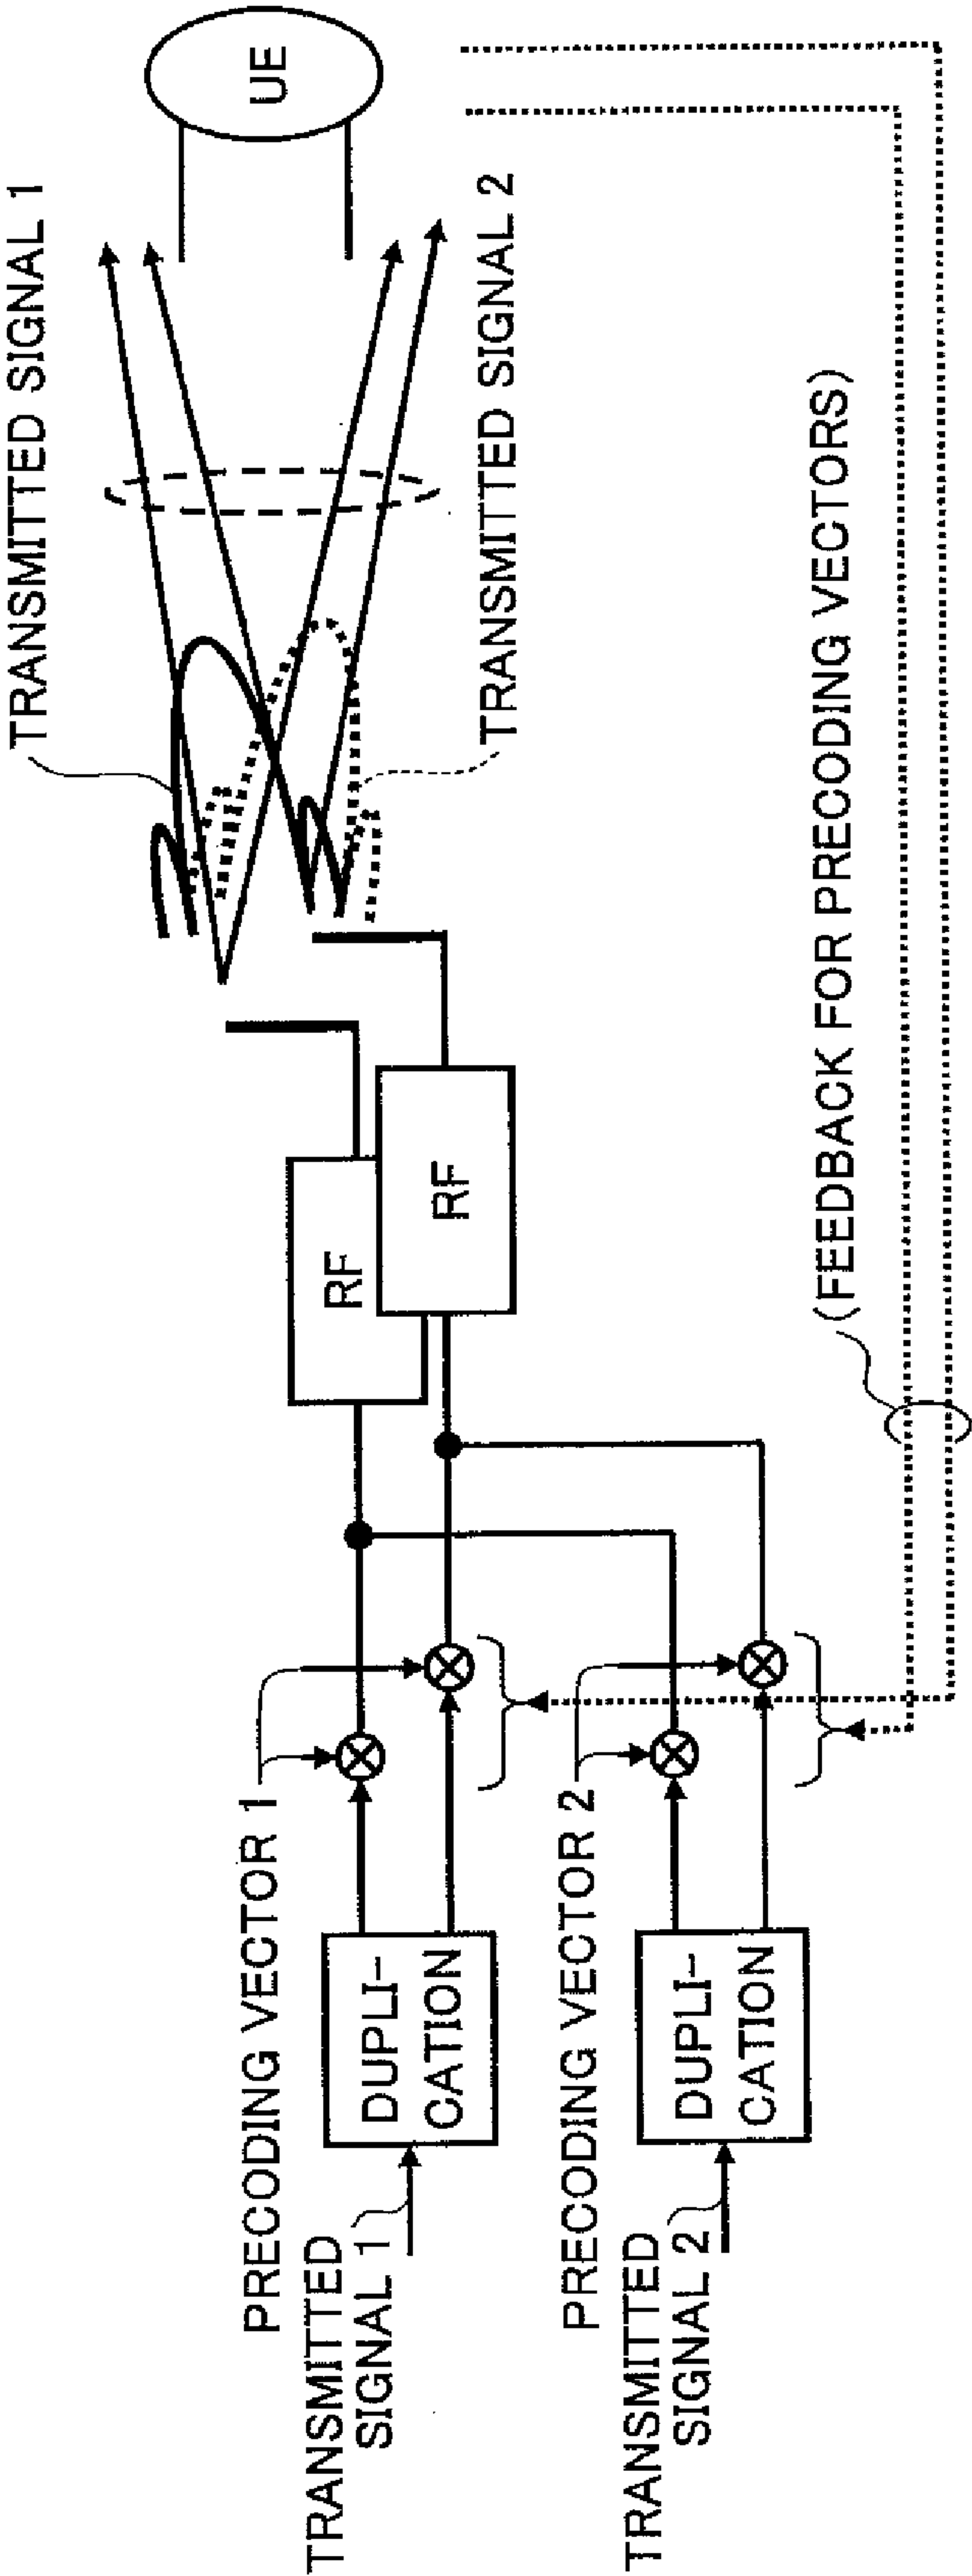 TRANSMITTED
SIGNAL 1
PRECODING VECTOR 1
DUPLI-
CATION
TRANSMITTED
SIGNAL 2
PRECODING VECTOR 2
DUPLI-
CATION
RF
RF
TRANSMITTED SIGNAL 1
TRANSMITTED SIGNAL 2
UE
(FEEDBACK FOR PRECODING VECTORS)